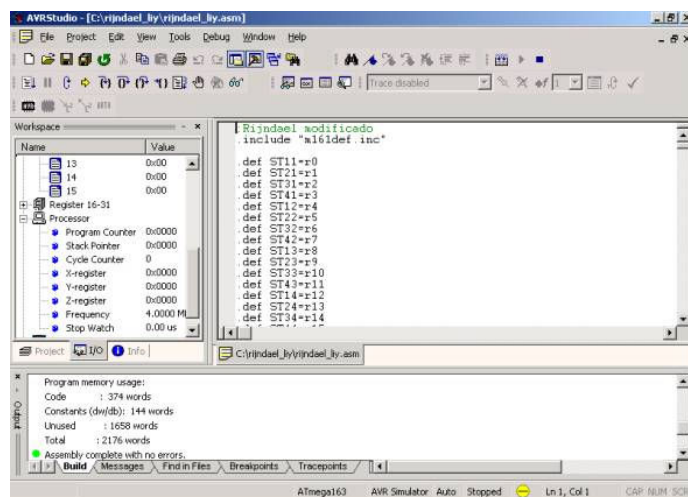 AVRStudio - [C:\rijndael_liy\rijndael_liy.asm]
File Project Edit View Tools Debug Window Help
Trace disabled
Workspace
Name Value
13 0x00
14 0x00
15 0x00
Register 16-31
Processor
Program Counter 0x0000
Stack Pointer 0x0000
Cycle Counter 0
X-register 0x0000
Y-register 0x0000
Z-register 0x0000
Frequency 4.0000 M
Stop Watch 0.00 us
Project I/O Info
;Rijndael modificado
.include "m161def.inc"
.def ST11=r0
.def ST21=r1
.def ST31=r2
.def ST41=r3
.def ST12=r4
.def ST22=r5
.def ST32=r6
.def ST42=r7
.def ST13=r8
.def ST23=r9
.def ST33=r10
.def ST43=r11
.def ST14=r12
.def ST24=r13
.def ST34=r14
C:\rijndael_liy\rijndael_liy.asm
Output
Program memory usage:
Code : 374 words
Constants (dw/db): 144 words
Unused : 1658 words
Total : 2176 words
Assembly complete with no errors.
Build Messages Find in Files Breakpoints Tracepoints
ATmega163 AVR Simulator Auto Stopped Ln 1, Col 1 CAP NUM SCR